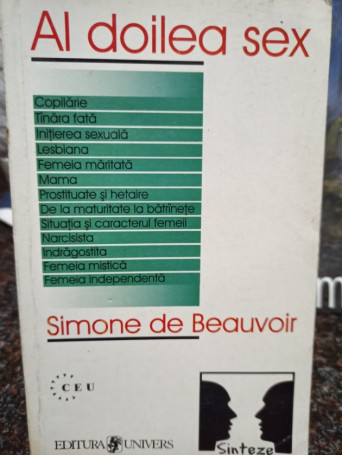 Al doilea sex
Copilărie
Tînăra fată
Inițierea sexuală
Lesbiana
Femeia măritată
Mama
Prostituate și hetaire
De la maturitate la bătrînețe
Situația și caracterul femeii
Narcisista
Indrăgostita
Femeia mistică
Femeia independentă
Simone de Beauvoir
CEU
EDITURA UNIVERS
Sinteze